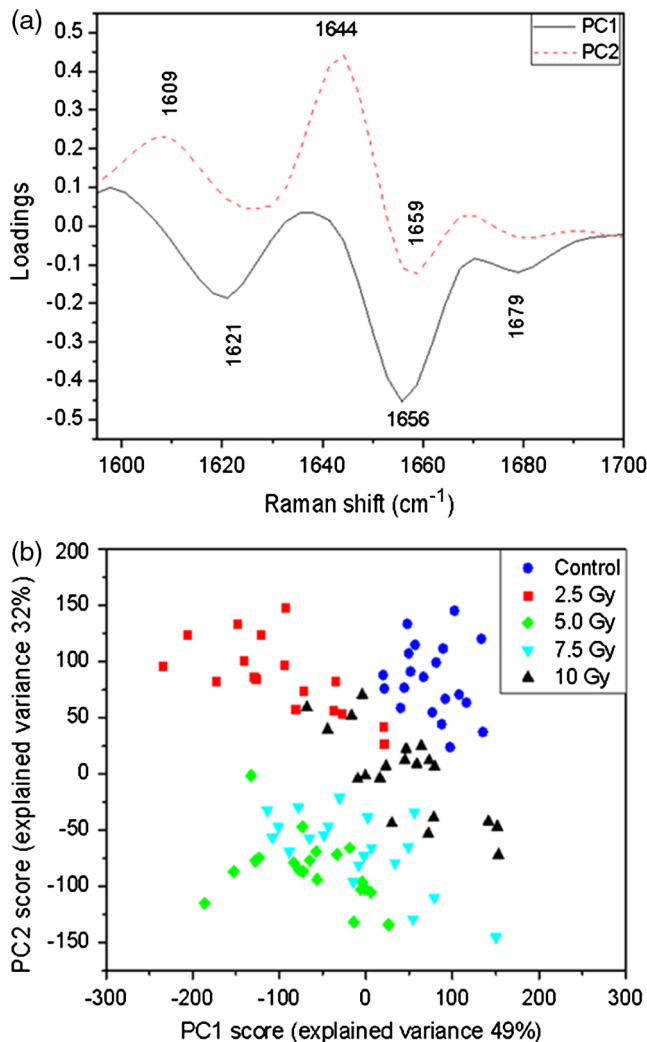 (a)
0.5
0.4
0.3
0.2
0.1
0.0
-0.1
-0.2
-0.3
-0.4
-0.5
Loadings
1609
1644
PC1
PC2
1659
1621
1656
1679
1600
1620
1640
1660
1680
1700
Raman shift (cm⁻¹)
(b)
200
150
100
50
0
-50
-100
-150
PC2 score (explained variance 32%)
Control
2.5 Gy
5.0 Gy
7.5 Gy
10 Gy
-300
-200
-100
0
100
200
300
PC1 score (explained variance 49%)